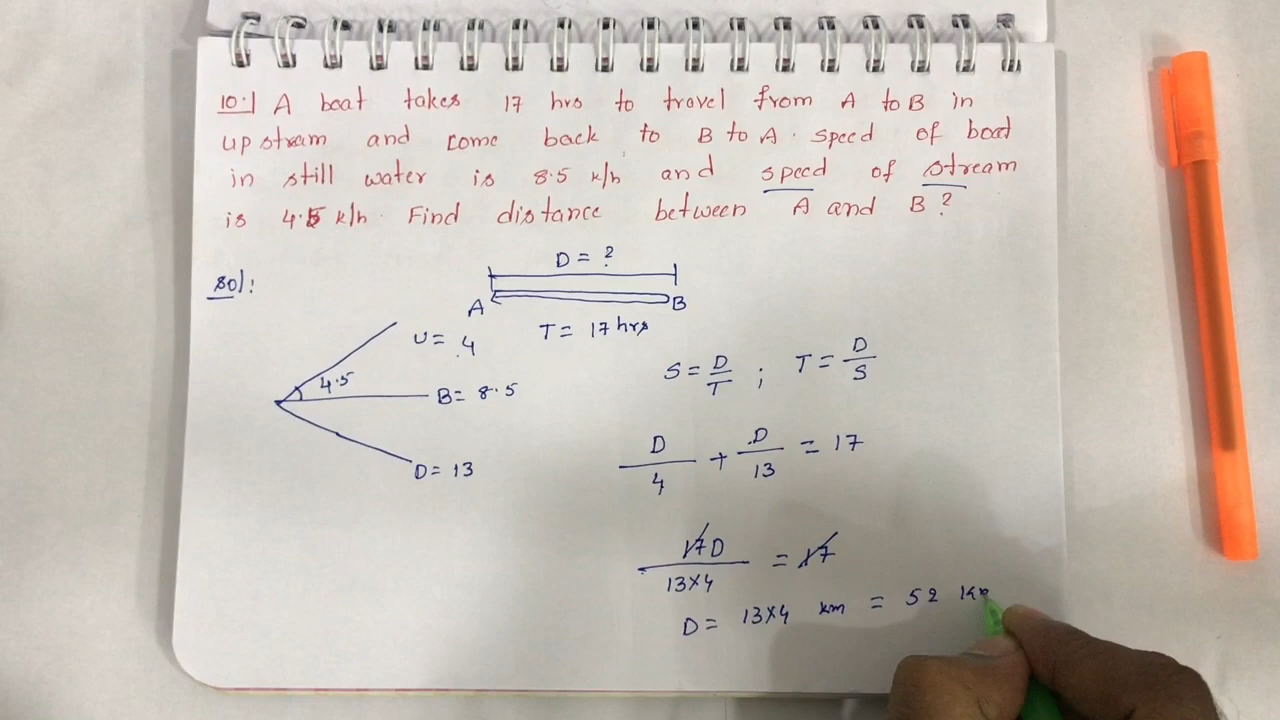 10.) A boat takes 17 hrs to travel from A to B in
upstream and come back to B to A. speed of boat
in still water is 8.5 k/h and speed of stream
is 4.5 k/h. Find distance between A and B?
Sol:
D = ?
A B
T = 17 hrs
U = 4
4.5
B = 8.5
D = 13
S = D/T ; T = D/S
D/4 + D/13 = 17
17D/13×4 = 17
D = 13×4 km = 52 Km